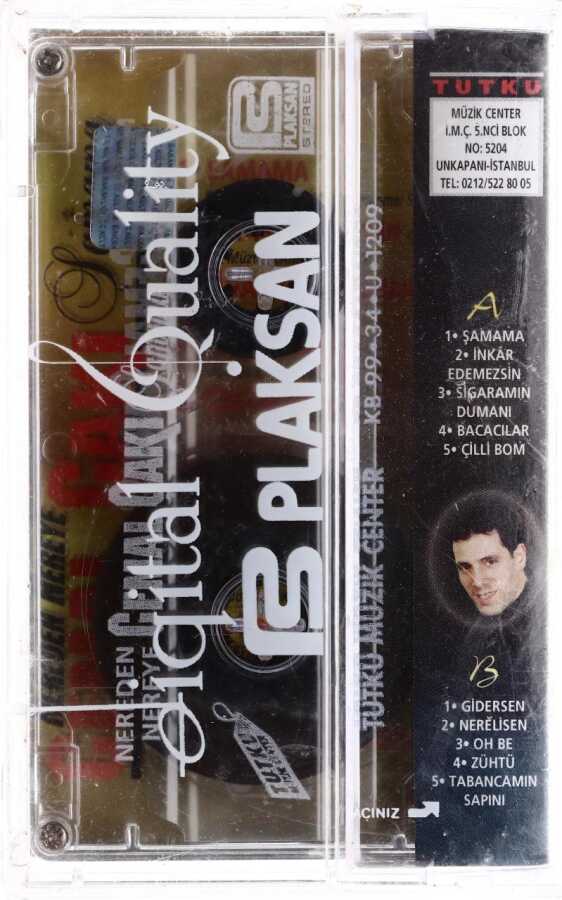 TUTKU
MÜZİK CENTER
İ.M.Ç. 5.NCİ BLOK
NO: 5204
UNKAPANI-İSTANBUL
TEL: 0212/522 80 05
A
1• ŞAMAMA
2• İNKAR
EDEMEZSİN
3• SİGARAMIN
DUMANI
4• BACACILAR
5• ÇİLLİ BOM
B
1• GİDERSEN
2• NERELİSEN
3• OH BE
4• ZÜHTÜ
5• TABANCAMIN
SAPINI
AÇINIZ
TUTKU MÜZİK CENTER KB-99-34-U-1209
PLAKSAN
PLAKSAN
STEREO
digital Quality
NEREDEN
NEREYE
TUTKU
ŞAMAMA